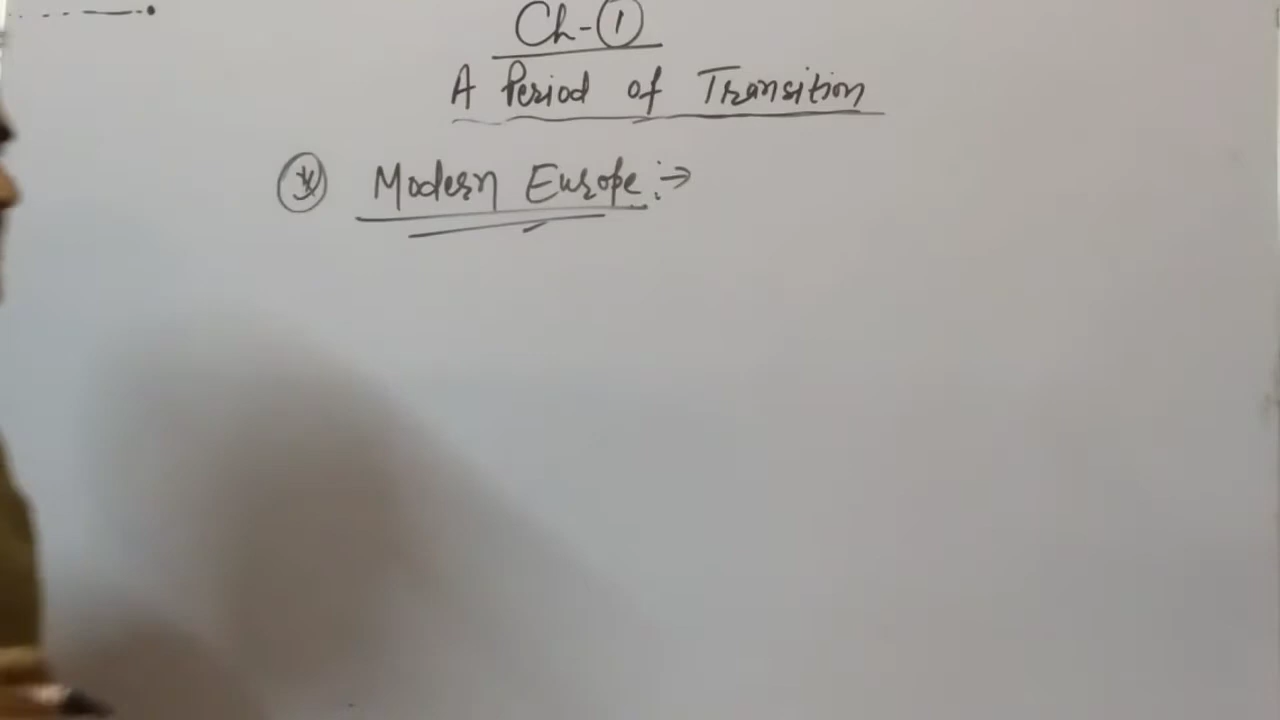 Ch-①
A Period of Transition
Modern Europe :→